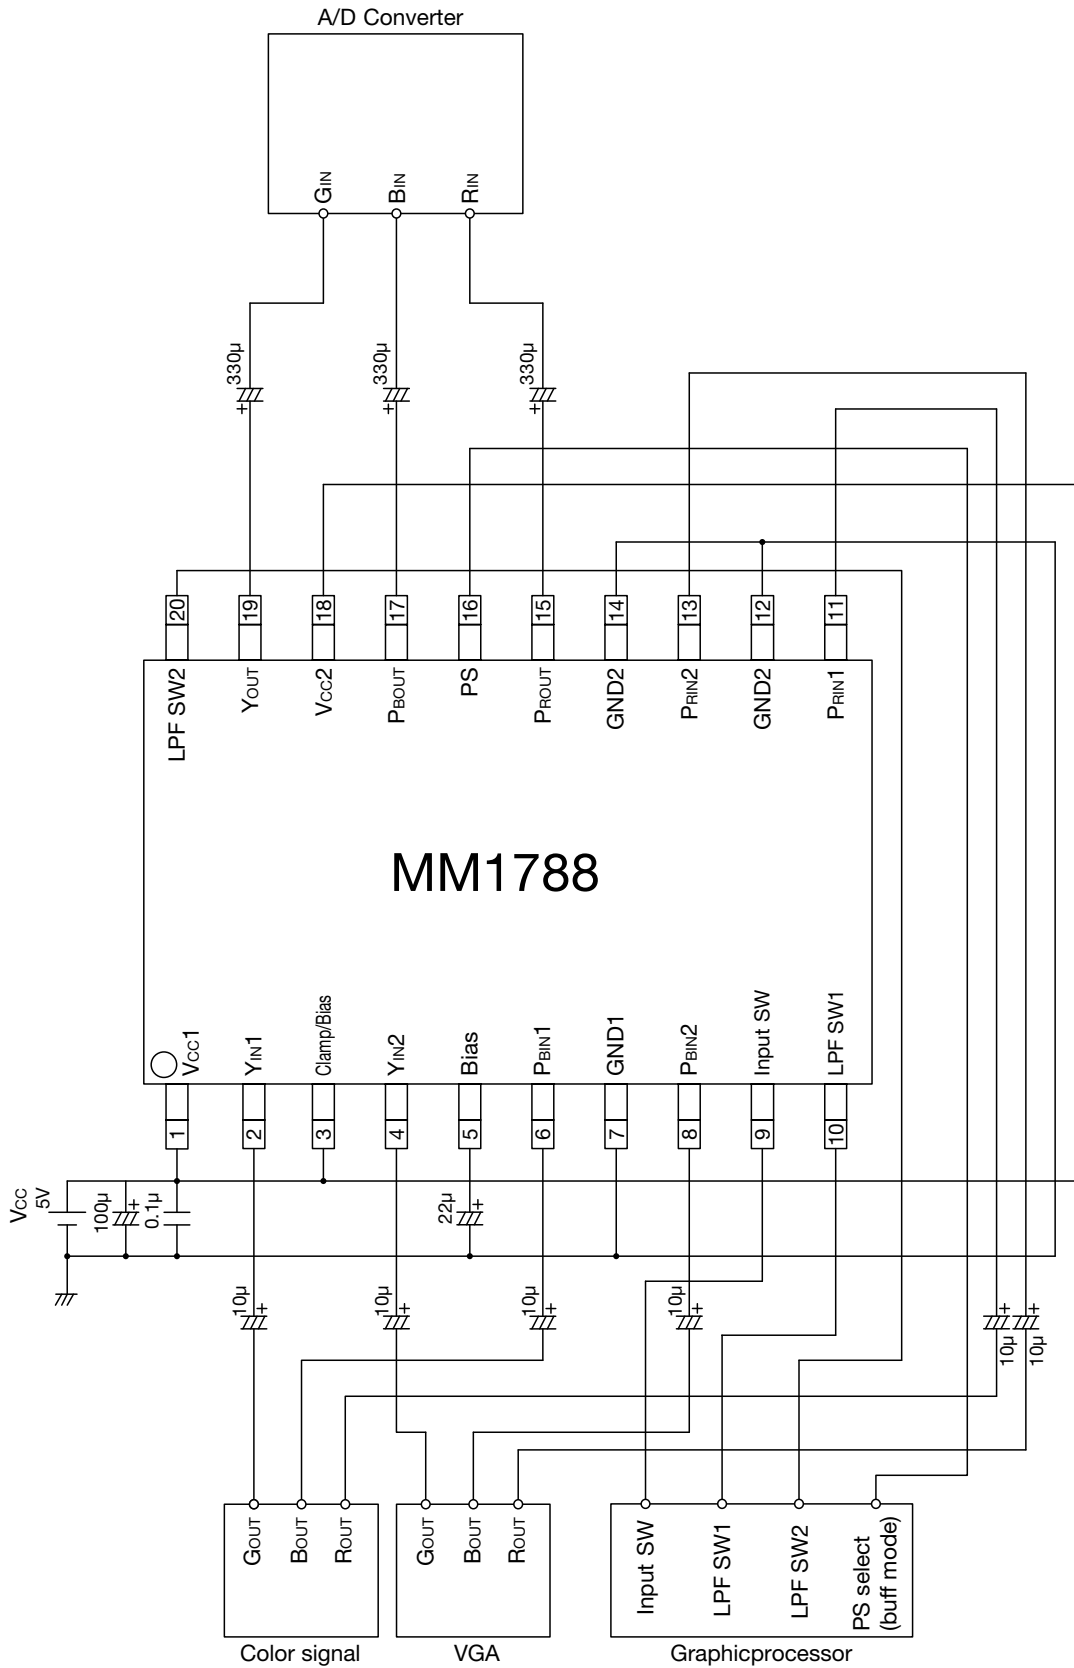 A/D Converter
GIN
BIN
RIN
330μ
+
330μ
+
330μ
+
20
19
18
17
16
15
14
13
12
11
LPF SW2
YOUT
VCC2
PBOUT
PS
PROUT
GND2
PRIN2
GND2
PRIN1
MM1788
VCC1
YIN1
Clamp/Bias
YIN2
Bias
PBIN1
GND1
PBIN2
Input SW
LPF SW1
1
2
3
4
5
6
7
8
9
10
VCC
5V
100μ
+
0.1μ
22μ
+
10μ
+
10μ
+
10μ
+
10μ
+
+
10μ
+
10μ
GOUT
BOUT
ROUT
GOUT
BOUT
ROUT
Input SW
LPF SW1
LPF SW2
PS select
(buff mode)
Color signal
VGA
Graphicprocessor